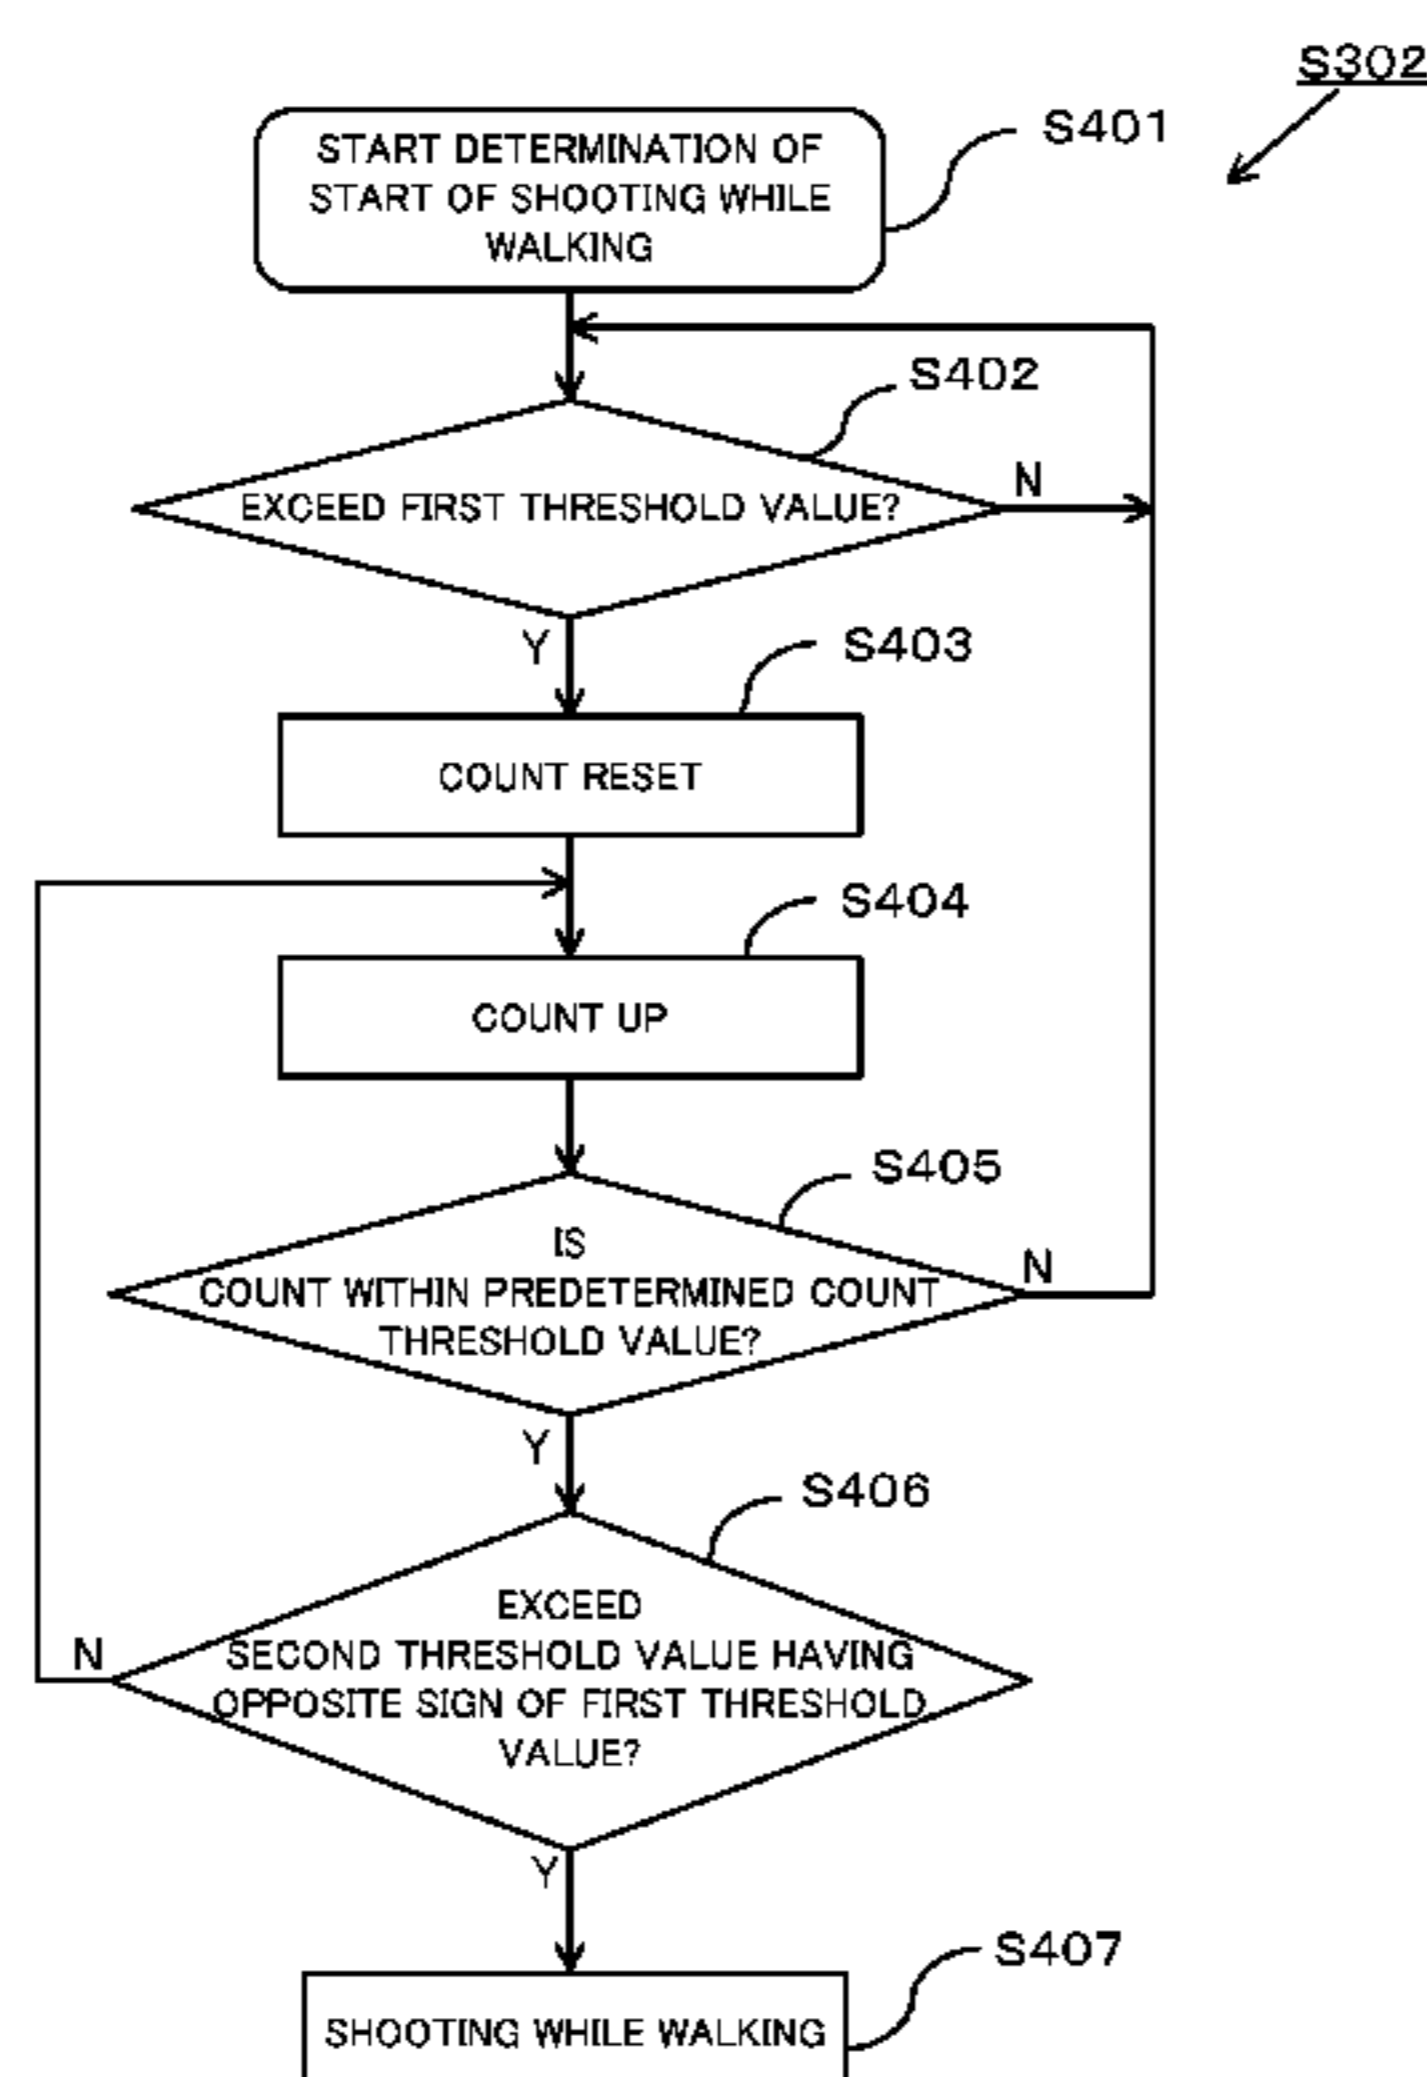 S302
S401
START DETERMINATION OF
START OF SHOOTING WHILE
WALKING
S402
EXCEED FIRST THRESHOLD VALUE?
N
Y
S403
COUNT RESET
S404
COUNT UP
S405
IS
COUNT WITHIN PREDETERMINED COUNT
THRESHOLD VALUE?
N
Y
S406
EXCEED
SECOND THRESHOLD VALUE HAVING
OPPOSITE SIGN OF FIRST THRESHOLD
VALUE?
N
Y
S407
SHOOTING WHILE WALKING